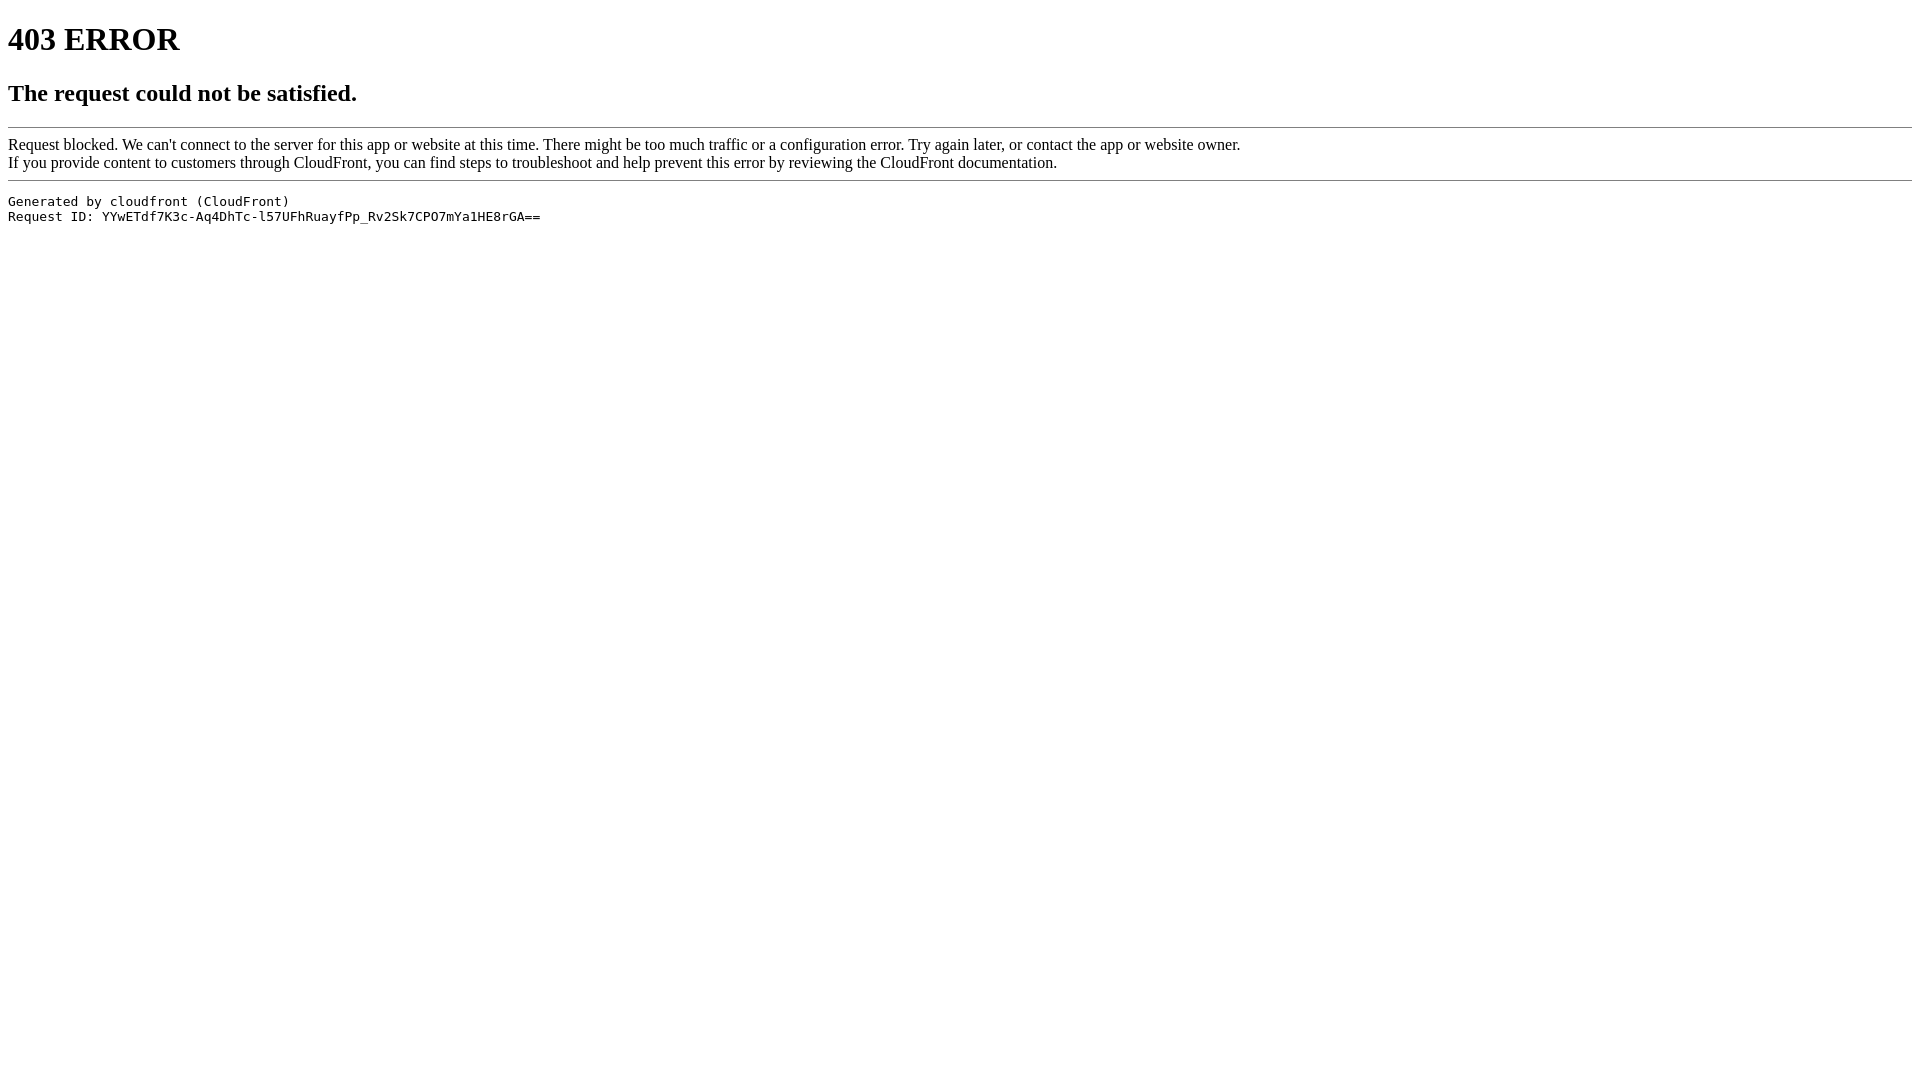 403 ERROR
The request could not be satisfied.
Request blocked. We can't connect to the server for this app or website at this time. There might be too much traffic or a configuration error. Try again later, or contact the app or website owner.
If you provide content to customers through CloudFront, you can find steps to troubleshoot and help prevent this error by reviewing the CloudFront documentation.
Generated by cloudfront (CloudFront)
Request ID: YYwETdf7K3c-Aq4DhTc-l57UFhRuayfPp_Rv2Sk7CPO7mYa1HE8rGA==